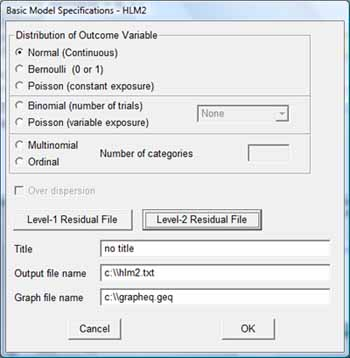 Basic Model Specifications - HLM2
Distribution of Outcome Variable
Normal (Continuous)
Bernoulli (0 or 1)
Poisson (constant exposure)
Binomial (number of trials)
None
Poisson (variable exposure)
Multinomial
Number of categories
Ordinal
Over dispersion
Level-1 Residual File
Level-2 Residual File
Title
no title
Output file name
c:\\hlm2.txt
Graph file name
c:\\grapheq.geq
Cancel
OK